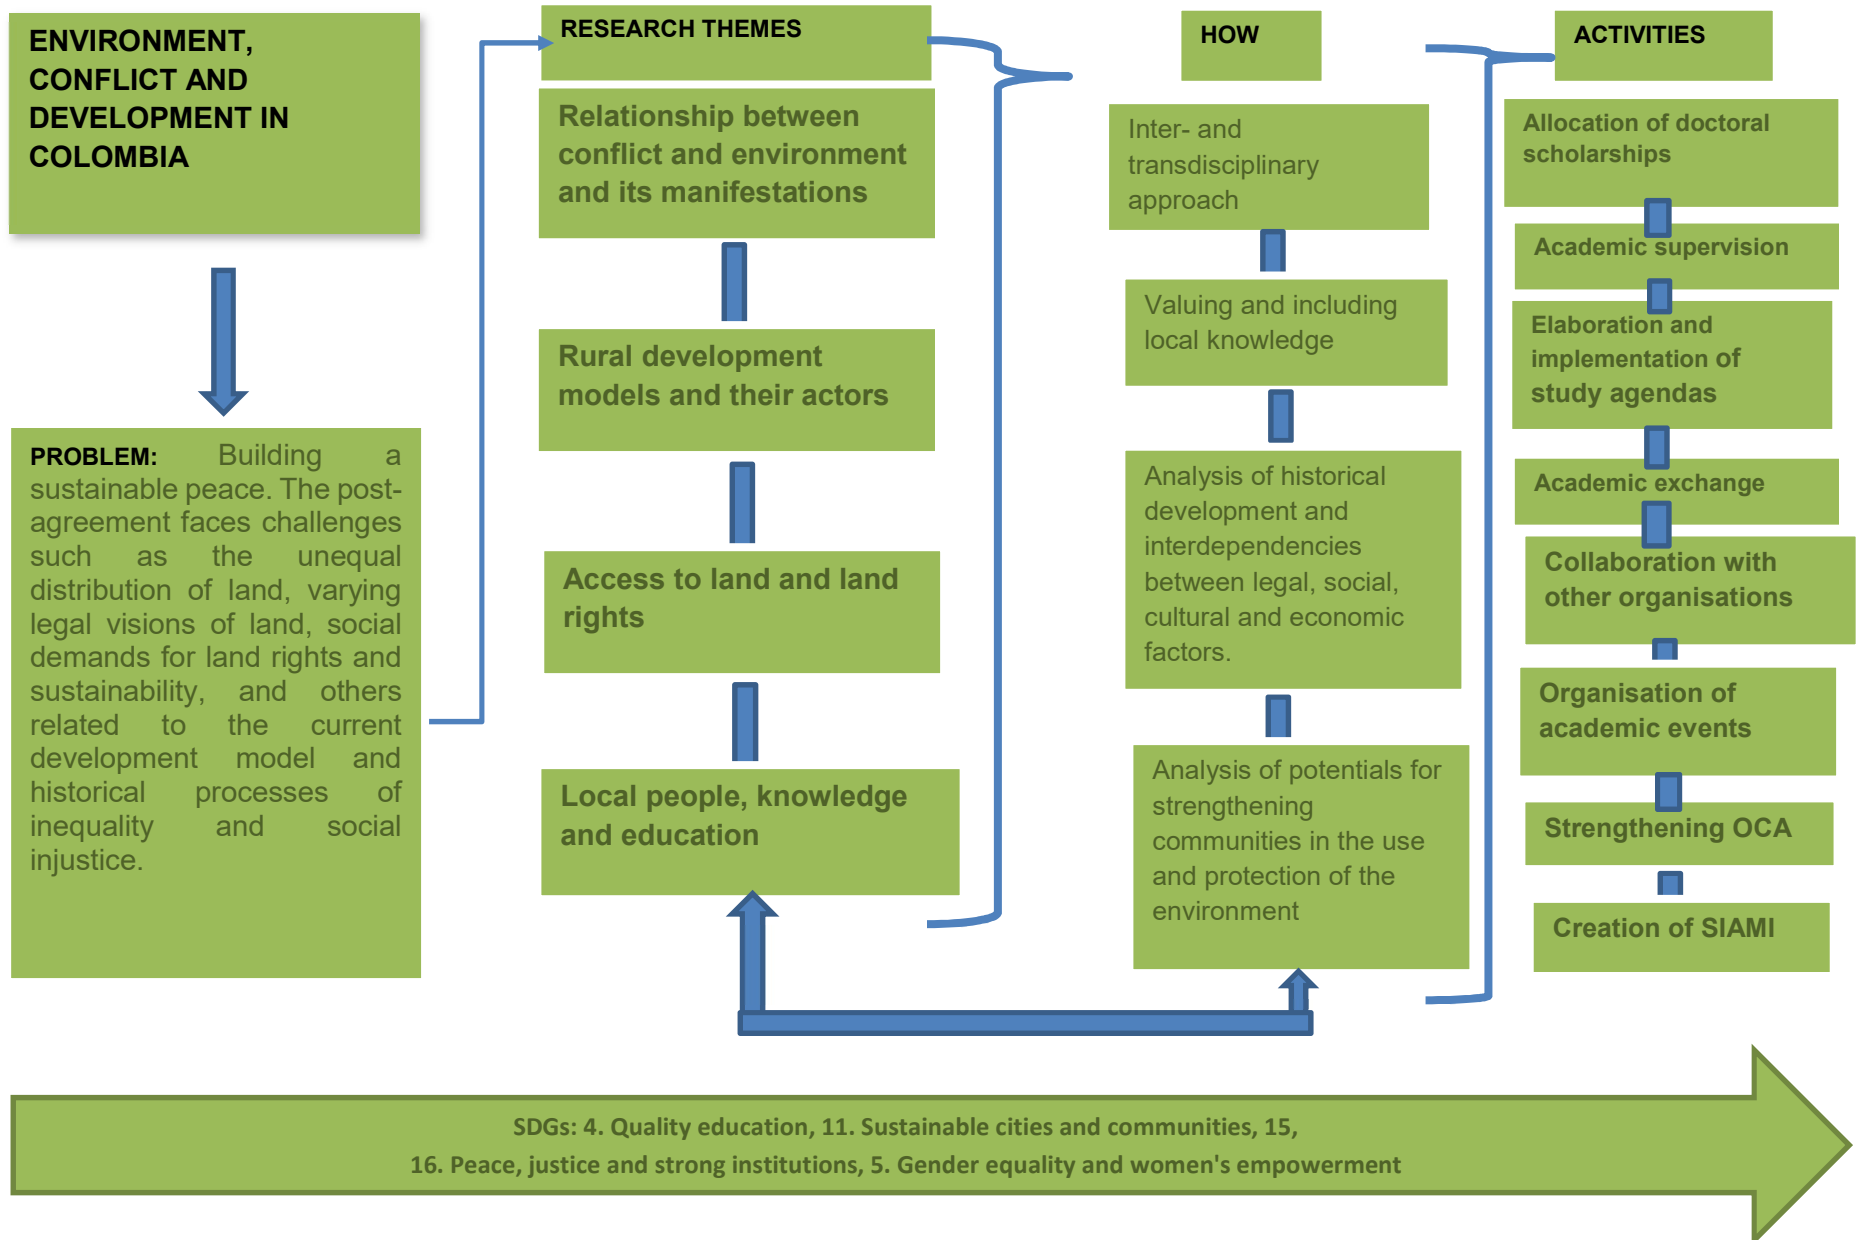 ENVIRONMENT,
CONFLICT AND
DEVELOPMENT IN
COLOMBIA
PROBLEM: Building a
sustainable peace. The post-
agreement faces challenges
such as the unequal
distribution of land, varying
legal visions of land, social
demands for land rights and
sustainability, and others
related to the current
development model and
historical processes of
inequality and social
injustice.
RESEARCH THEMES
Relationship between
conflict and environment
and its manifestations
Rural development
models and their actors
Access to land and land
rights
Local people, knowledge
and education
HOW
Inter- and
transdisciplinary
approach
Valuing and including
local knowledge
Analysis of historical
development and
interdependencies
between legal, social,
cultural and economic
factors.
Analysis of potentials for
strengthening
communities in the use
and protection of the
environment
ACTIVITIES
Allocation of doctoral
scholarships
Academic supervision
Elaboration and
implementation of
study agendas
Academic exchange
Collaboration with
other organisations
Organisation of
academic events
Strengthening OCA
Creation of SIAMI
SDGs: 4. Quality education, 11. Sustainable cities and communities, 15,
16. Peace, justice and strong institutions, 5. Gender equality and women's empowerment